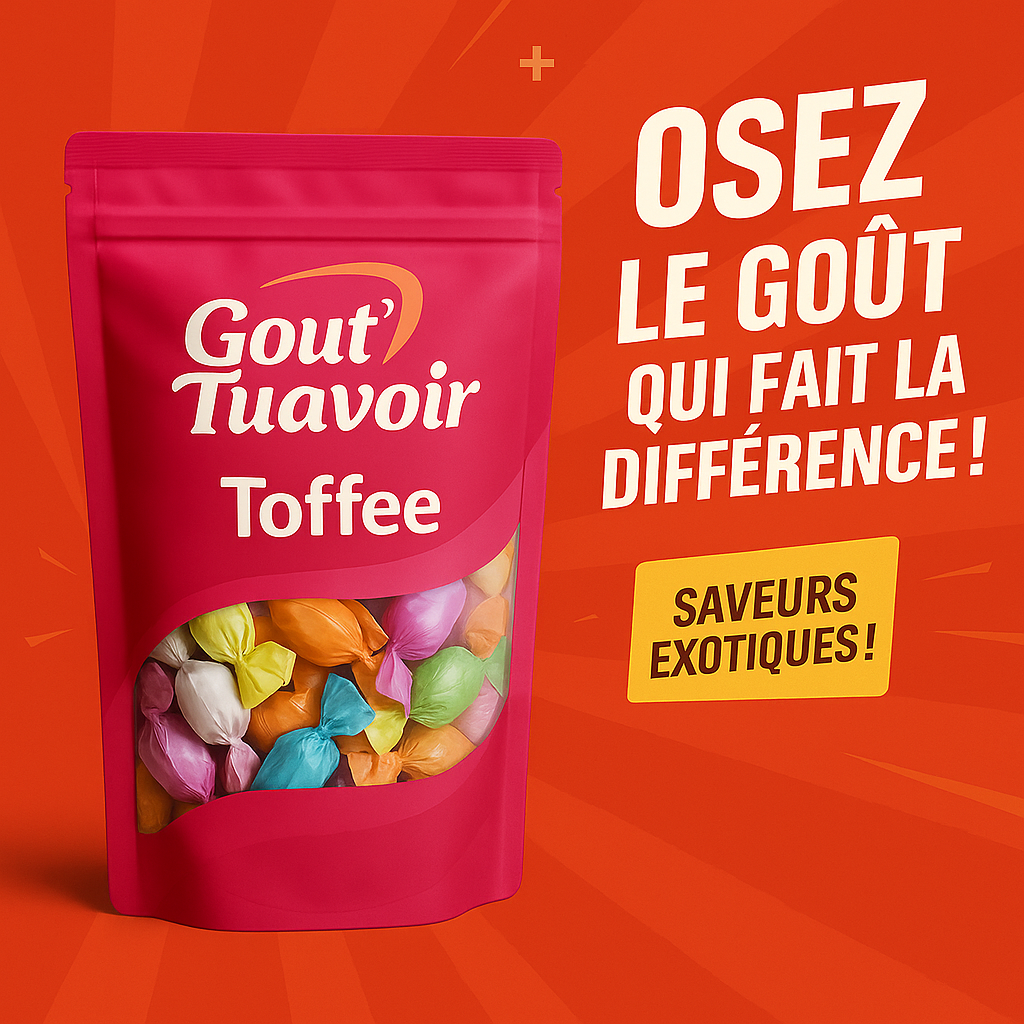 Gout'
Tuavoir
Toffee
OSEZ
LE GOÛT
QUI FAIT LA
DIFFÉRENCE !
SAVEURS
EXOTIQUES !